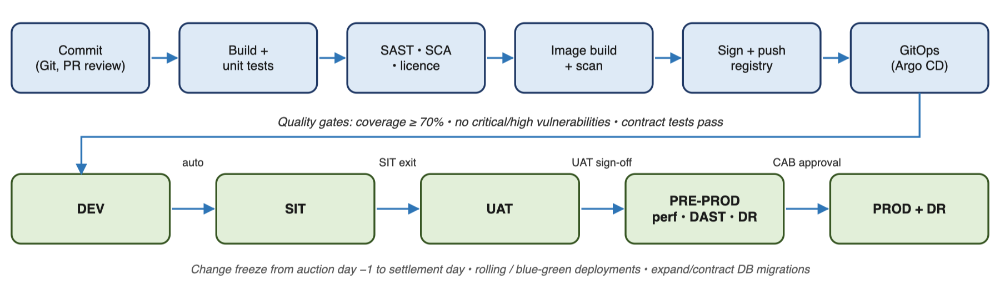 Commit
(Git, PR review)
Build +
unit tests
SAST • SCA
• licence
Image build
+ scan
Sign + push
registry
GitOps
(Argo CD)
Quality gates: coverage ≥ 70% • no critical/high vulnerabilities • contract tests pass
auto
SIT exit
UAT sign-off
CAB approval
DEV
SIT
UAT
PRE-PROD
perf • DAST • DR
PROD + DR
Change freeze from auction day −1 to settlement day • rolling / blue-green deployments • expand/contract DB migrations